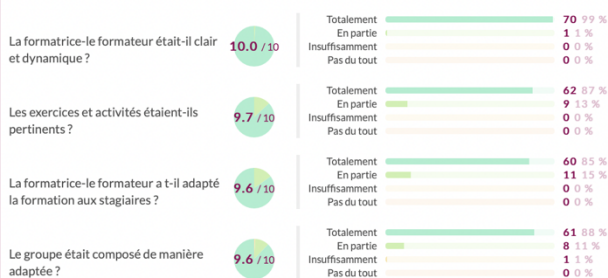 Totalement 70 99 %
La formatrice-le formateur était-il clair
et dynamique ?
10.0 / 10
En partie 1 1 %
Insuffisamment 0 0 %
Pas du tout 0 0 %
Totalement 62 87 %
Les exercices et activités étaient-ils
pertinents ?
9.7 / 10
En partie 9 13 %
Insuffisamment 0 0 %
Pas du tout 0 0 %
Totalement 60 85 %
La formatrice-le formateur a t-il adapté
la formation aux stagiaires ?
9.6 / 10
En partie 11 15 %
Insuffisamment 0 0 %
Pas du tout 0 0 %
Totalement 61 88 %
Le groupe était composé de manière
adaptée ?
9.6 / 10
En partie 8 11 %
Insuffisamment 1 1 %
Pas du tout 0 0 %